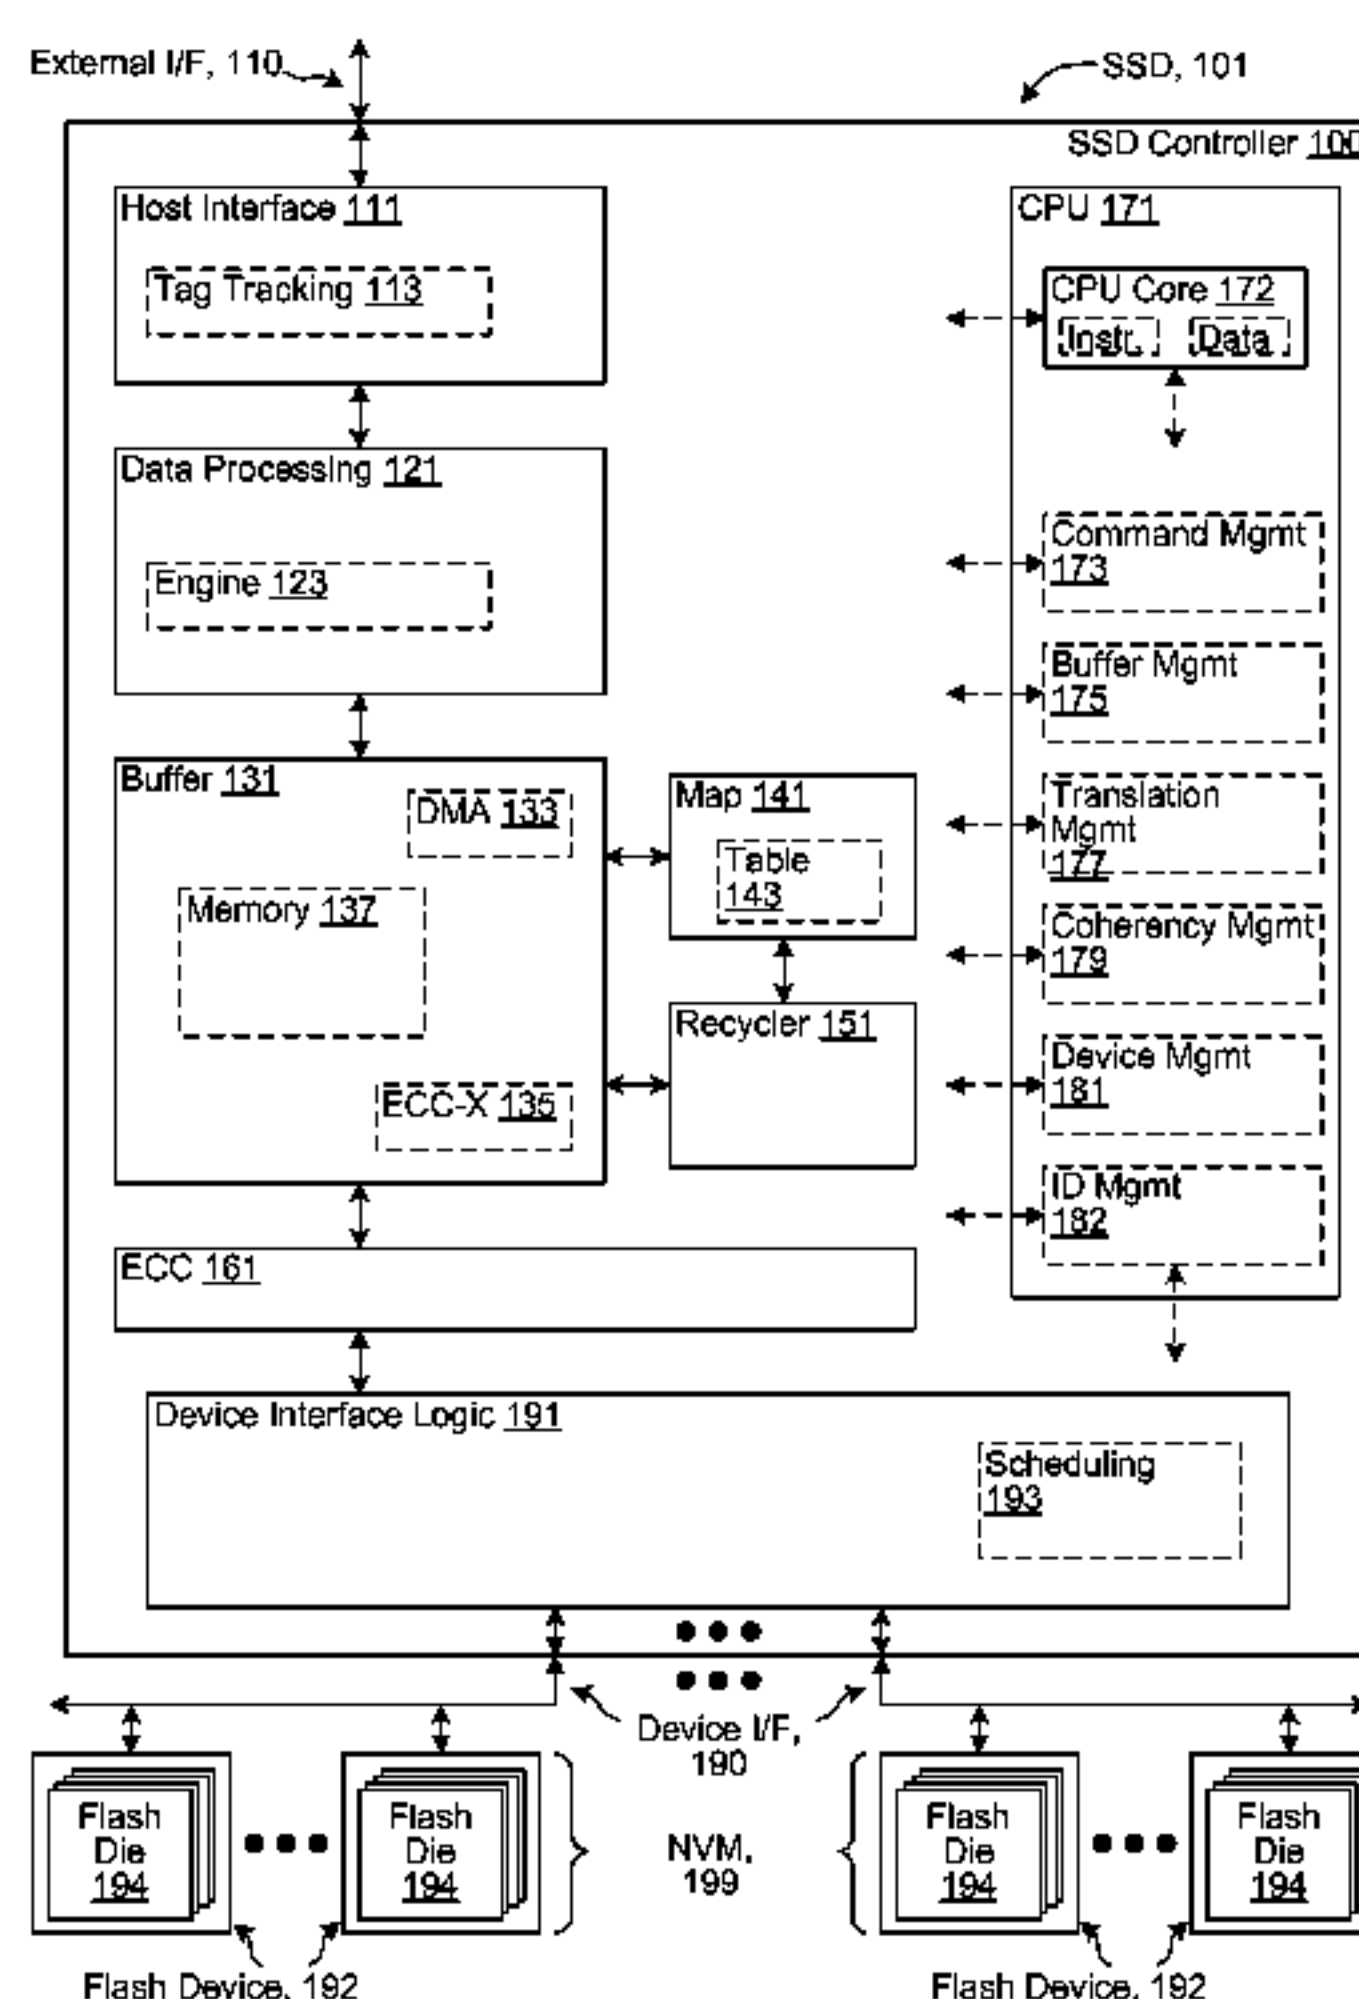 External I/F, 110
SSD, 101
SSD Controller 100
Host Interface 111
Tag Tracking 113
CPU 171
CPU Core 172
Instr.
Data
Data Processing 121
Engine 123
Command Mgmt
173
Buffer Mgmt
175
Buffer 131
DMA 133
Memory 137
ECC-X 135
Map 141
Table
143
Recycler 151
Translation
Mgmt
177
Coherency Mgmt
179
Device Mgmt
181
ID Mgmt
182
ECC 161
Device Interface Logic 191
Scheduling
193
Device I/F,
190
Flash
Die
194
Flash
Die
194
NVM,
199
Flash
Die
194
Flash
Die
194
Flash Device, 192
Flash Device, 192